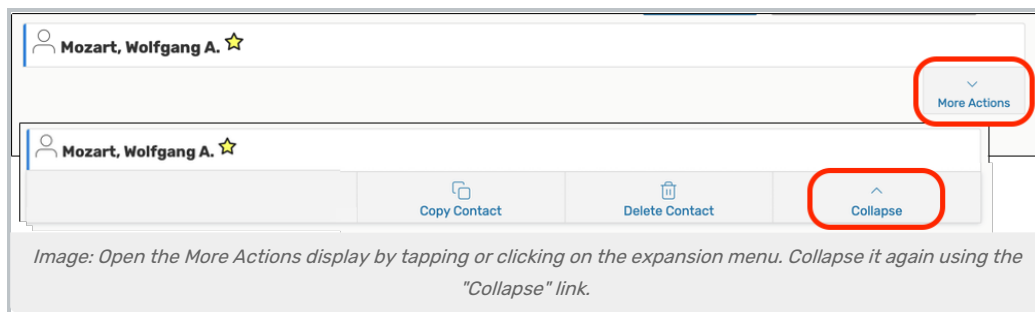 Mozart, Wolfgang A.
More Actions
Mozart, Wolfgang A.
Copy Contact
Delete Contact
Collapse
Image: Open the More Actions display by tapping or clicking on the expansion menu. Collapse it again using the
"Collapse" link.